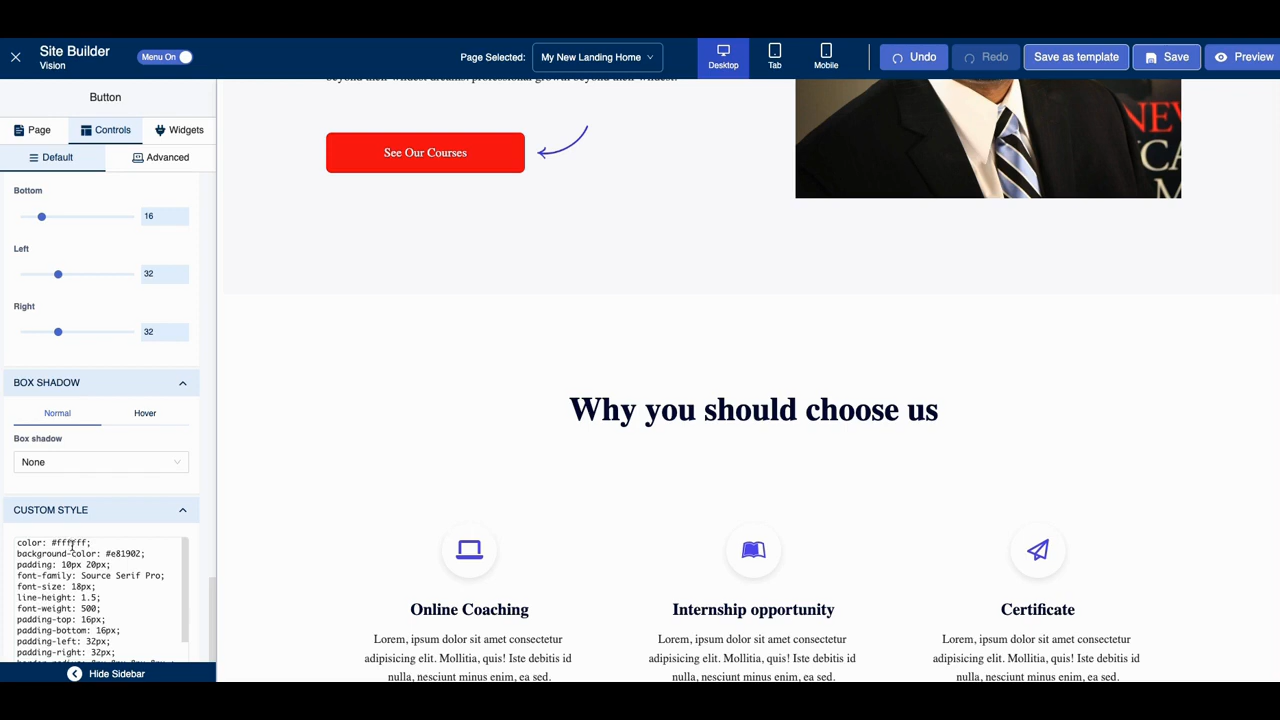 Site Builder
Vision
Menu On
Page Selected:
My New Landing Home
Desktop
Tab
Mobile
Undo
Redo
Save as template
Save
Preview
Button
Page
Controls
Widgets
Default
Advanced
Bottom
16
Left
32
Right
32
BOX SHADOW
Normal
Hover
Box shadow
None
CUSTOM STYLE
color: #ffffff;
background-color: #e81902;
padding: 10px 20px;
font-family: Source Serif Pro;
font-size: 18px;
line-height: 1.5;
font-weight: 500;
padding-top: 16px;
padding-bottom: 16px;
padding-left: 32px;
padding-right: 32px;
Hide Sidebar
See Our Courses
NEW
Why you should choose us
Online Coaching
Lorem, ipsum dolor sit amet consectetur
adipisicing elit. Mollitia, quis! Iste debitis id
nulla, nesciunt minus enim, ea sed.
Internship opportunity
Lorem, ipsum dolor sit amet consectetur
adipisicing elit. Mollitia, quis! Iste debitis id
nulla, nesciunt minus enim, ea sed.
Certificate
Lorem, ipsum dolor sit amet consectetur
adipisicing elit. Mollitia, quis! Iste debitis id
nulla, nesciunt minus enim, ea sed.